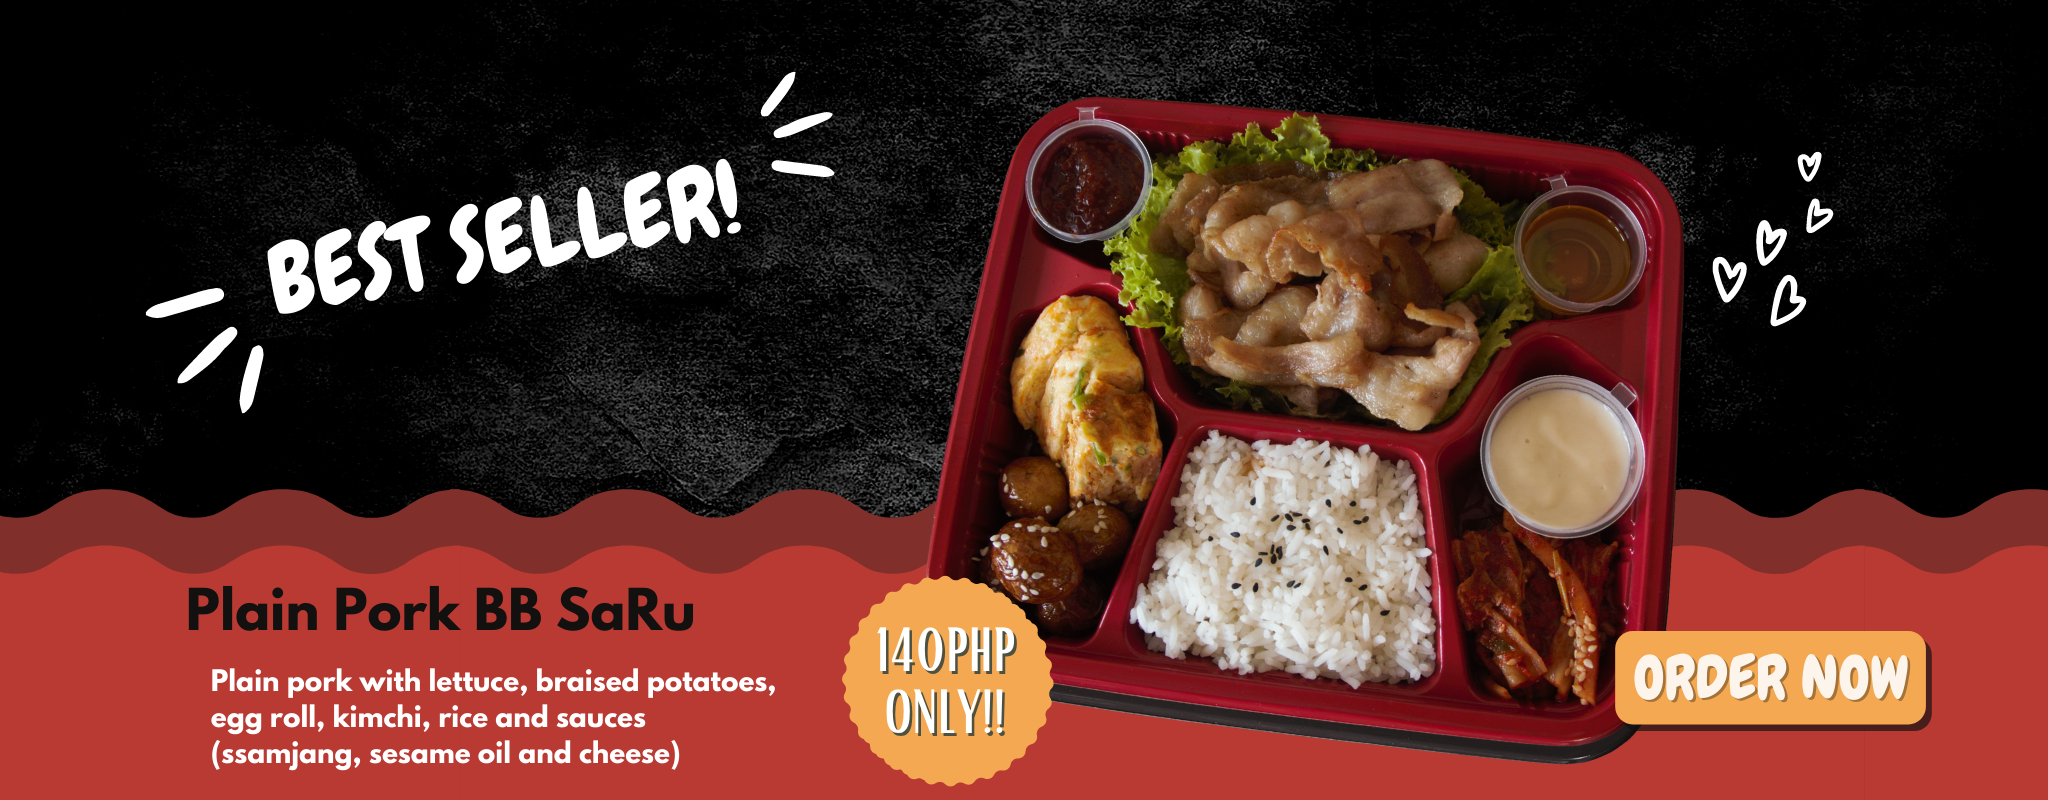 BEST SELLER!
Plain Pork BB SaRu
Plain pork with lettuce, braised potatoes,
egg roll, kimchi, rice and sauces
(ssamjang, sesame oil and cheese)
140PHP
ONLY!!
ORDER NOW